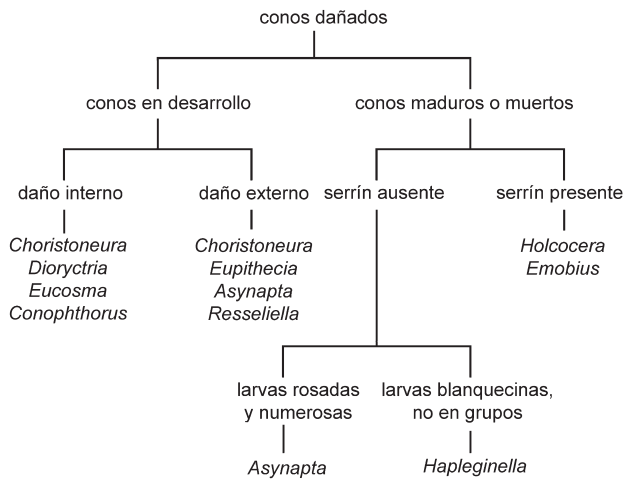 conos dañados
conos en desarrollo
conos maduros o muertos
daño interno
daño externo
serrín ausente
serrín presente
Choristoneura
Dioryctria
Eucosma
Conophthorus
Choristoneura
Eupithecia
Asynapta
Resseliella
Holcocera
Emobius
larvas rosadas
y numerosas
larvas blanquecinas,
no en grupos
Asynapta
Hapleginella